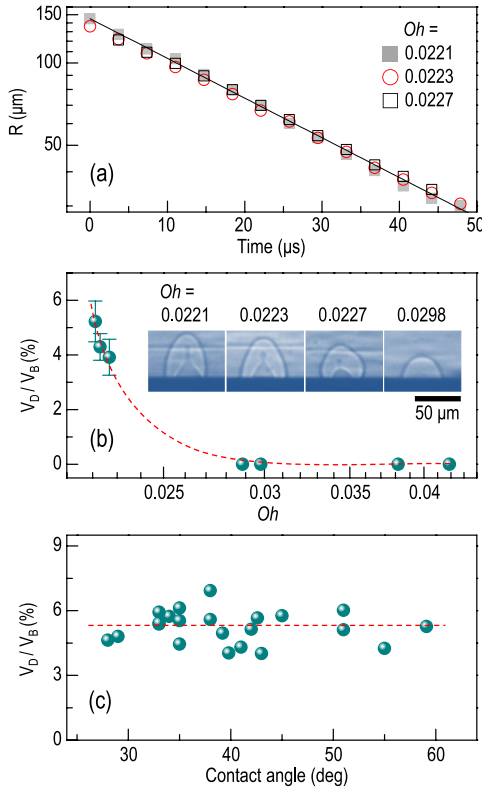 150
100
50
R (µm)
Oh =
0.0221
0.0223
0.0227
(a)
0 10 20 30 40 50
Time (µs)
6
4
2
0
V_D / V_B (%)
Oh =
0.0221 0.0223 0.0227 0.0298
50 µm
(b)
0.025 0.03 0.035 0.04
Oh
9
6
3
0
V_D / V_B (%)
(c)
30 40 50 60
Contact angle (deg)